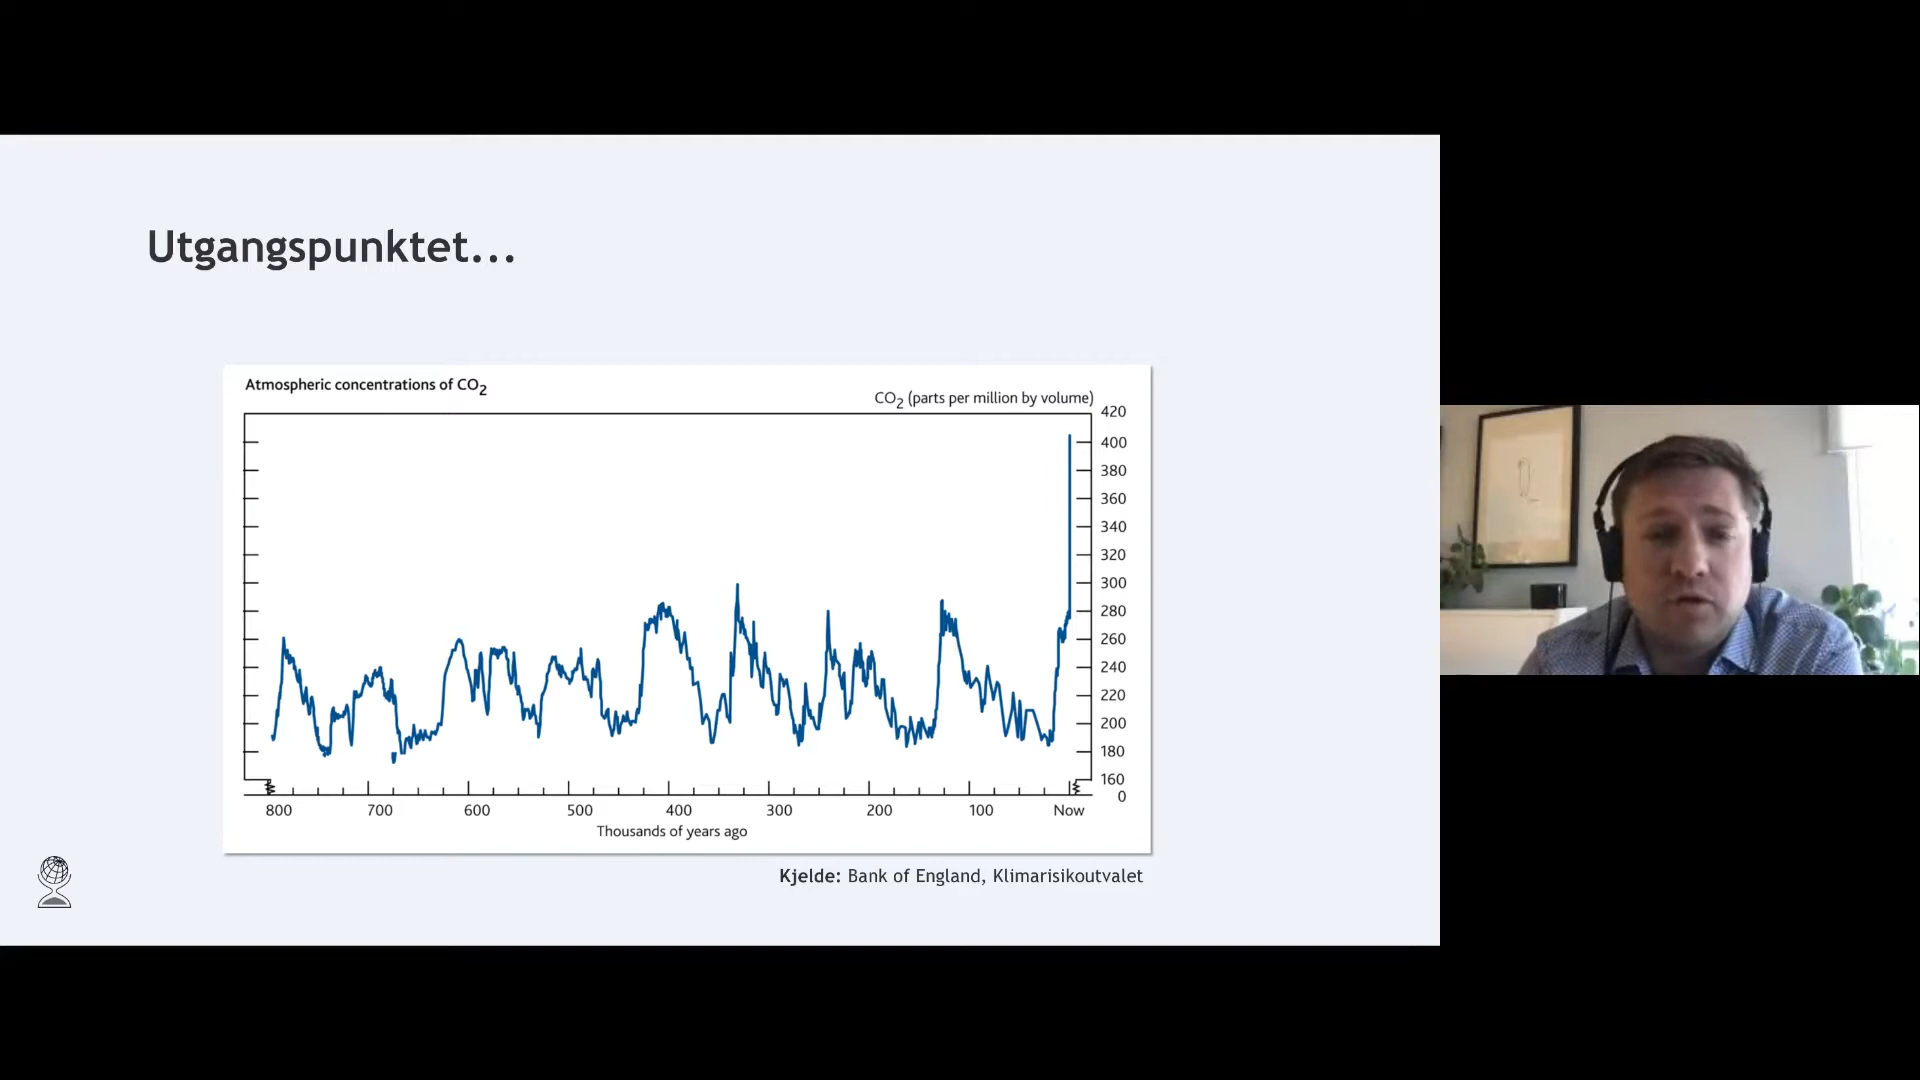 Utgangspunktet...
Atmospheric concentrations of CO2
CO2 (parts per million by volume)
420
400
380
360
340
320
300
280
260
240
220
200
180
160
0
800 700 600 500 400 300 200 100 Now
Thousands of years ago
Kjelde: Bank of England, Klimarisikoutvalet